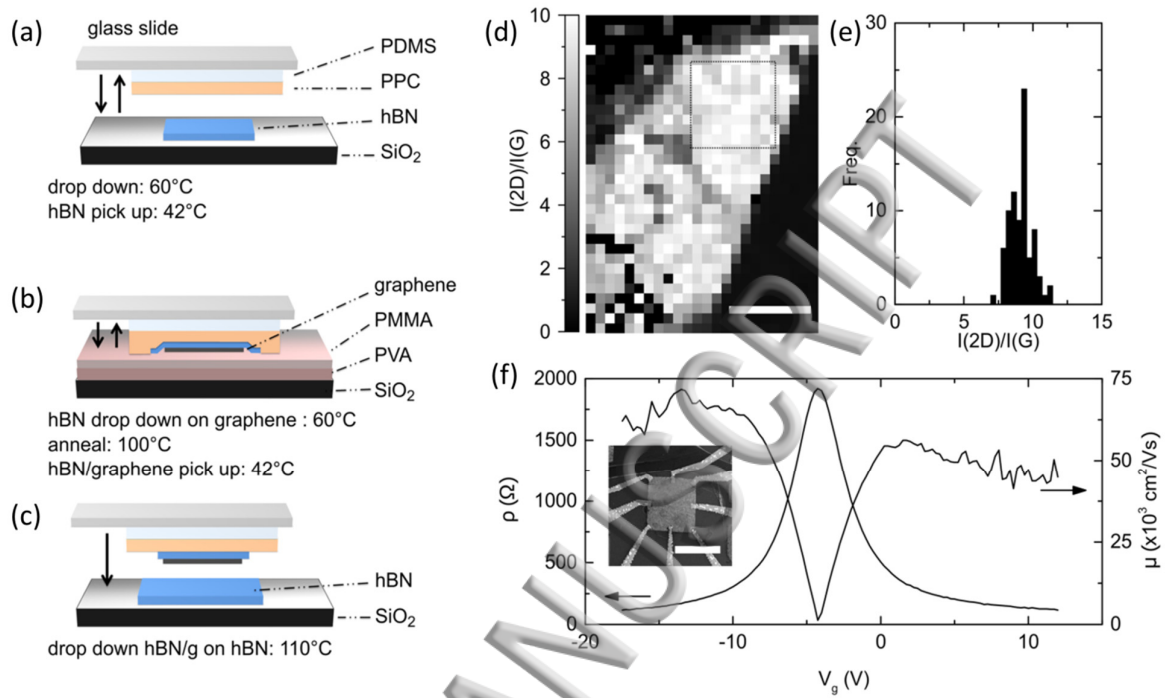 (a)
glass slide
PDMS
PPC
hBN
SiO₂
drop down: 60°C
hBN pick up: 42°C
(b)
graphene
PMMA
PVA
SiO₂
hBN drop down on graphene : 60°C
anneal: 100°C
hBN/graphene pick up: 42°C
(c)
hBN
SiO₂
drop down hBN/g on hBN: 110°C
(d)
10
8
6
4
2
0
I(2D)/I(G)
(e)
30
20
10
0
Freq.
0 5 10 15
I(2D)/I(G)
(f)
2000
1500
1000
500
0
ρ (Ω)
75
50
25
0
μ (x10³ cm²/Vs)
-20 -10 0 10
Vg (V)
MANUSCRIPT